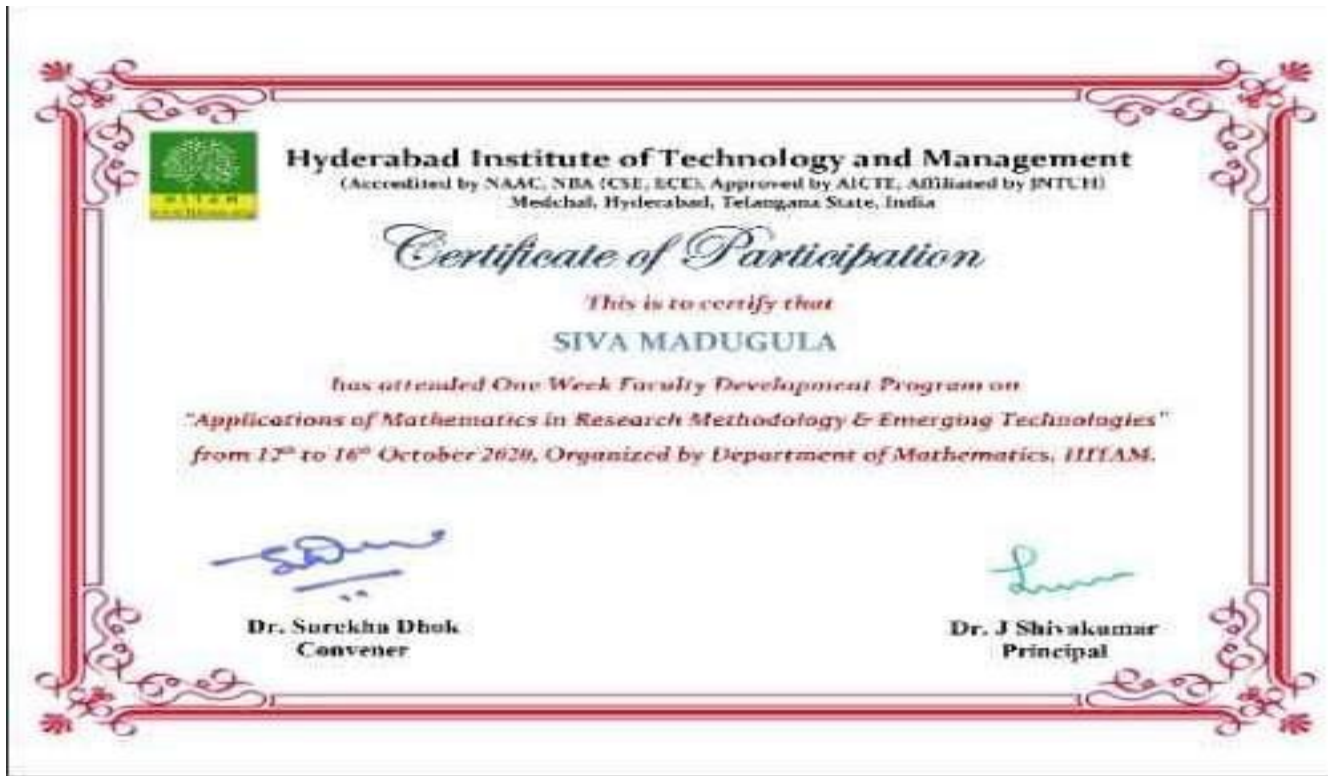 HITAM
Hyderabad Institute of Technology and Management
(Accredited by NAAC, NBA (CSE, ECE), Approved by AICTE, Affiliated by JNTUH)
Medchal, Hyderabad, Telangana State, India
Certificate of Participation
This is to certify that
SIVA MADUGULA
has attended One Week Faculty Development Program on
"Applications of Mathematics in Research Methodology & Emerging Technologies"
from 12th to 16th October 2020, Organized by Department of Mathematics, HITAM.
Dr. Surekha Dhok
Convener
Dr. J Shivakumar
Principal